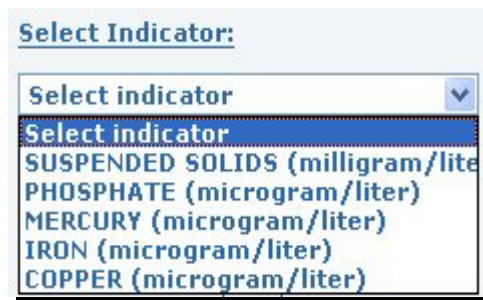 Select Indicator:
Select indicator
Select indicator
SUSPENDED SOLIDS (milligram/lite
PHOSPHATE (microgram/liter)
MERCURY (microgram/liter)
IRON (microgram/liter)
COPPER (microgram/liter)